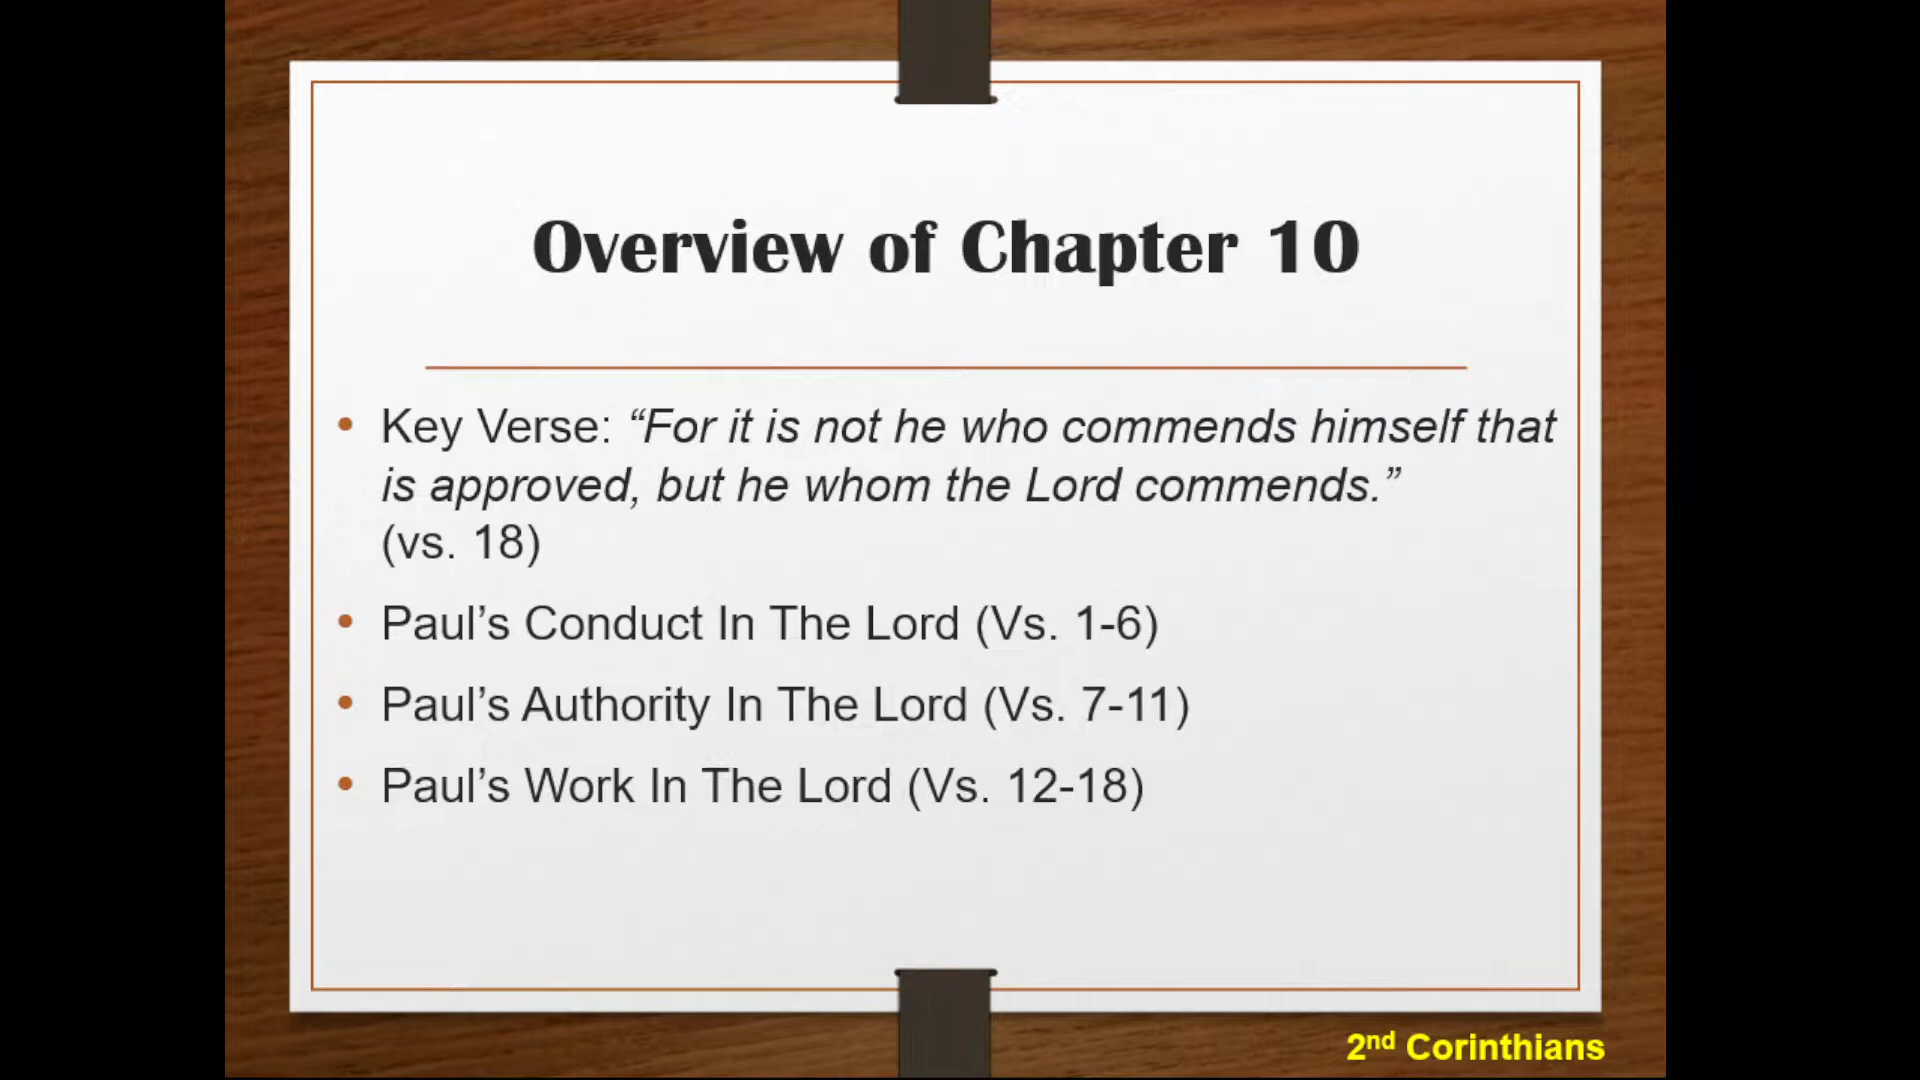 Overview of Chapter 10
• Key Verse: “For it is not he who commends himself that
is approved, but he whom the Lord commends.”
(vs. 18)
• Paul’s Conduct In The Lord (Vs. 1-6)
• Paul’s Authority In The Lord (Vs. 7-11)
• Paul’s Work In The Lord (Vs. 12-18)
2nd Corinthians